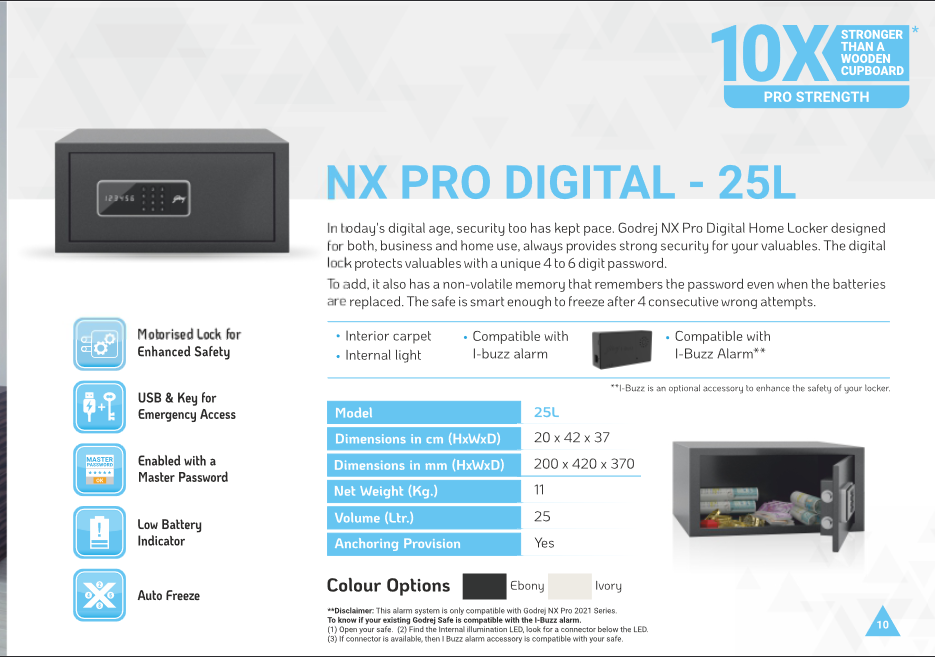 10X
STRONGER
THAN A
WOODEN
CUPBOARD
*
PRO STRENGTH
123456
NX PRO DIGITAL - 25L
In today's digital age, security too has kept pace. Godrej NX Pro Digital Home Locker designed
for both, business and home use, always provides strong security for your valuables. The digital
lock protects valuables with a unique 4 to 6 digit password.
To add, it also has a non-volatile memory that remembers the password even when the batteries
are replaced. The safe is smart enough to freeze after 4 consecutive wrong attempts.
• Interior carpet
• Internal light
• Compatible with
I-buzz alarm
• Compatible with
I-Buzz Alarm**
**I-Buzz is an optional accessory to enhance the safety of your locker.
Motorised Lock for
Enhanced Safety
USB & Key for
Emergency Access
MASTER
PASSWORD
*****
OK
Enabled with a
Master Password
Low Battery
Indicator
Auto Freeze
Model 25L
Dimensions in cm (HxWxD) 20 x 42 x 37
Dimensions in mm (HxWxD) 200 x 420 x 370
Net Weight (Kg.) 11
Volume (Ltr.) 25
Anchoring Provision Yes
Colour Options Ebony Ivory
**Disclaimer: This alarm system is only compatible with Godrej NX Pro 2021 Series.
To know if your existing Godrej Safe is compatible with the I-Buzz alarm.
(1) Open your safe. (2) Find the Internal illumination LED, look for a connector below the LED.
(3) If connector is available, then I Buzz alarm accessory is compatible with your safe.
10